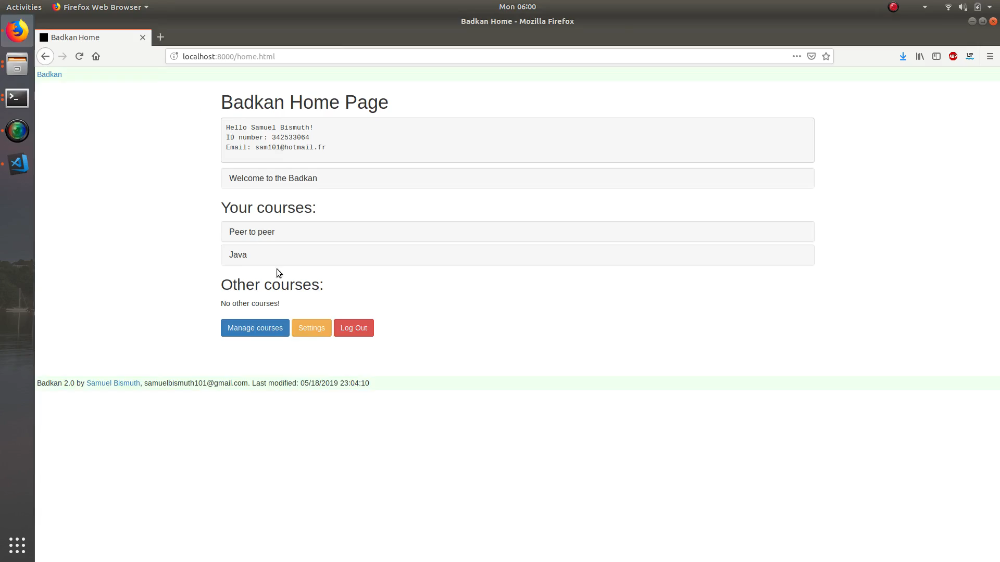 Activities
Firefox Web Browser
Mon 06:00
Badkan Home - Mozilla Firefox
Badkan Home
localhost:8000/home.html
ABP
LT
Badkan
Badkan Home Page
Hello Samuel Bismuth!
ID number: 342533064
Email: sam101@hotmail.fr
Welcome to the Badkan
Your courses:
Peer to peer
Java
Other courses:
No other courses!
Manage courses Settings Log Out
Badkan 2.0 by Samuel Bismuth, samuelbismuth101@gmail.com. Last modified: 05/18/2019 23:04:10